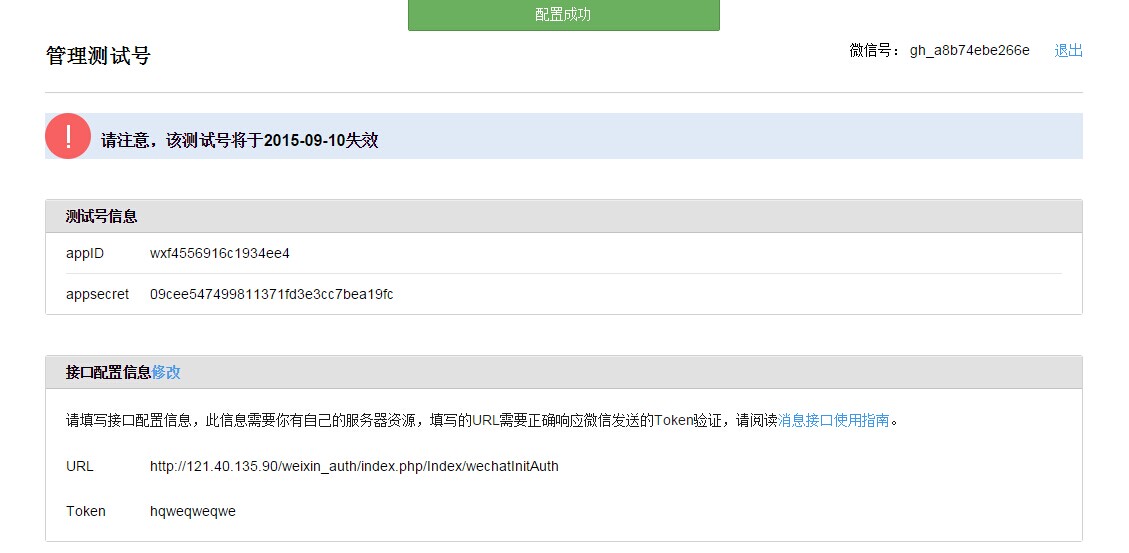 配置成功
管理测试号
微信号： gh_a8b74ebe266e 退出
!
请注意，该测试号将于2015-09-10失效
测试号信息
appID wxf4556916c1934ee4
appsecret 09cee547499811371fd3e3cc7bea19fc
接口配置信息修改
请填写接口配置信息，此信息需要你有自己的服务器资源，填写的URL需要正确响应微信发送的Token验证，请阅读消息接口使用指南。
URL http://121.40.135.90/weixin_auth/index.php/Index/wechatInitAuth
Token hqweqweqwe